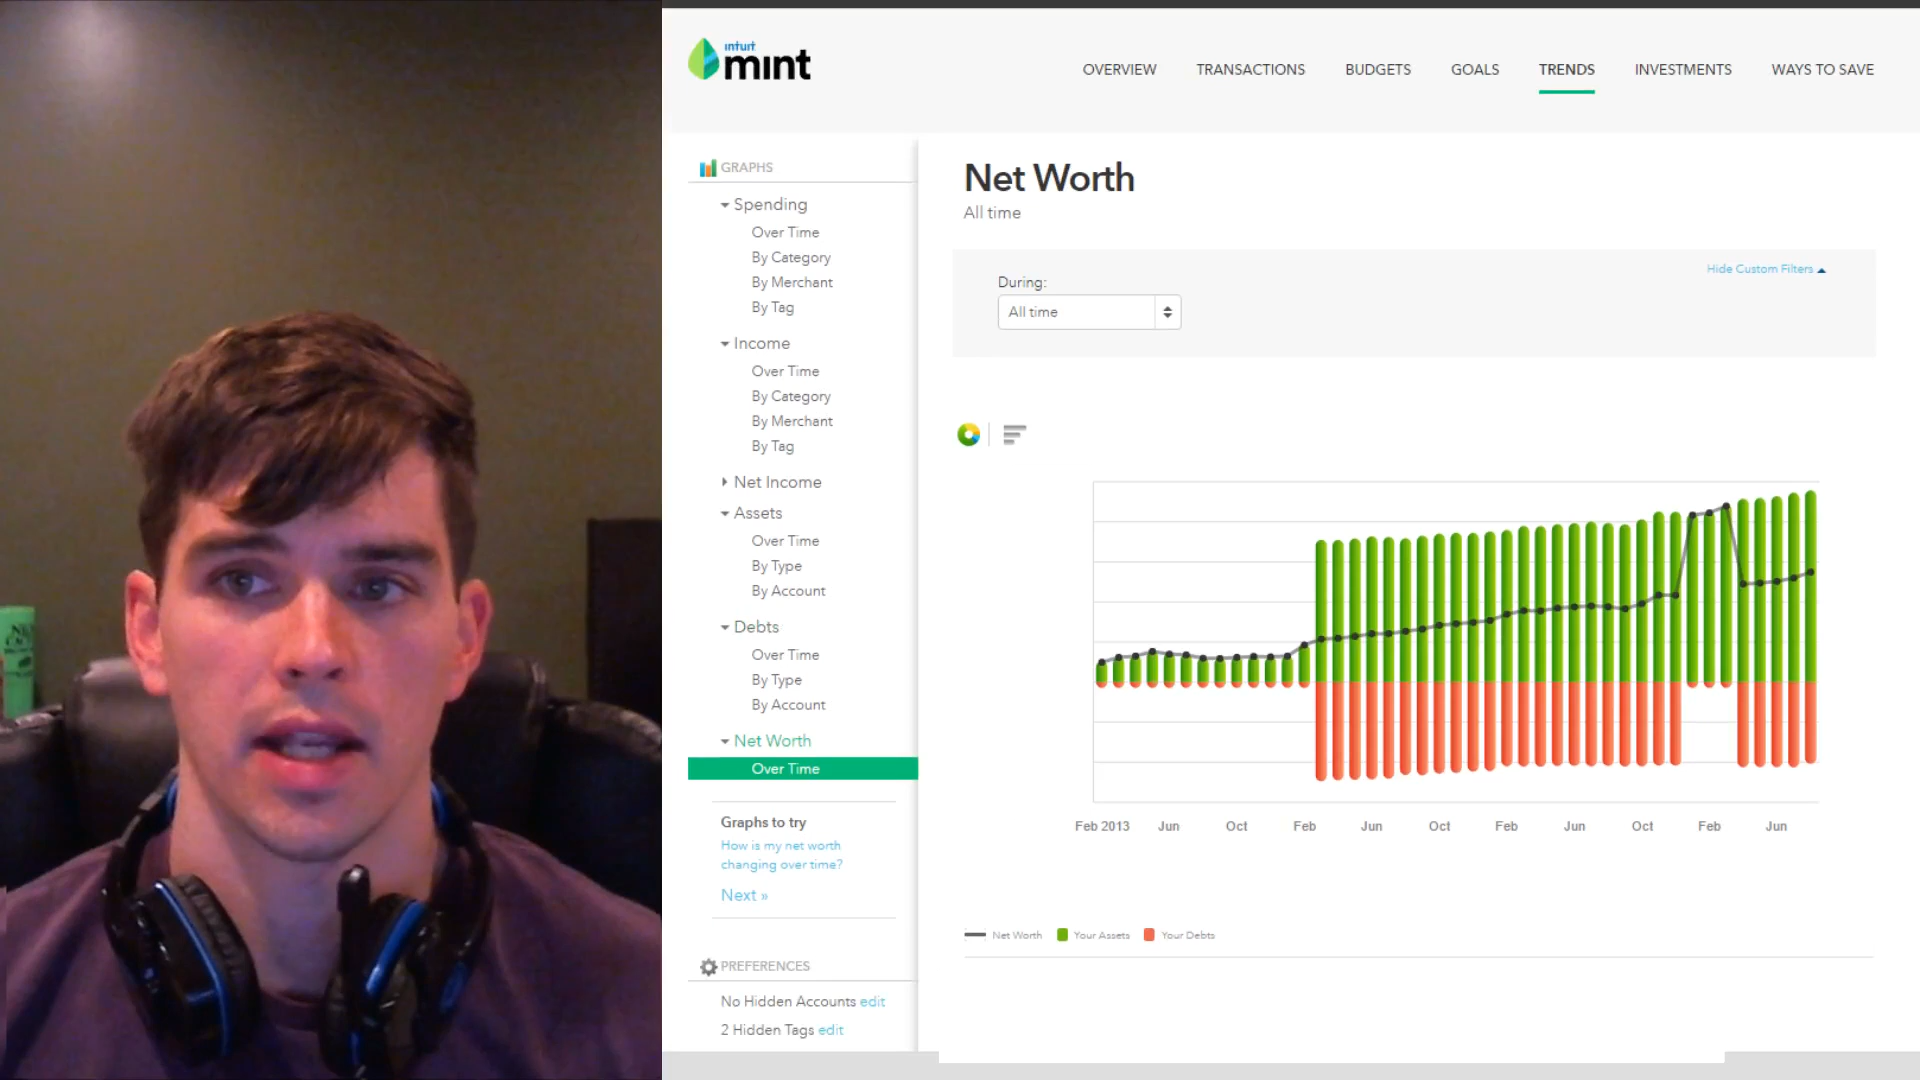 intuit
mint
OVERVIEW TRANSACTIONS BUDGETS GOALS TRENDS INVESTMENTS WAYS TO SAVE
GRAPHS
Spending
Over Time
By Category
By Merchant
By Tag
Income
Over Time
By Category
By Merchant
By Tag
Net Income
Assets
Over Time
By Type
By Account
Debts
Over Time
By Type
By Account
Net Worth
Over Time
Graphs to try
How is my net worth
changing over time?
Next »
PREFERENCES
No Hidden Accounts edit
2 Hidden Tags edit
Net Worth
All time
Hide Custom Filters
During:
All time
Feb 2013 Jun Oct Feb Jun Oct Feb Jun Oct Feb Jun
Net Worth Your Assets Your Debts